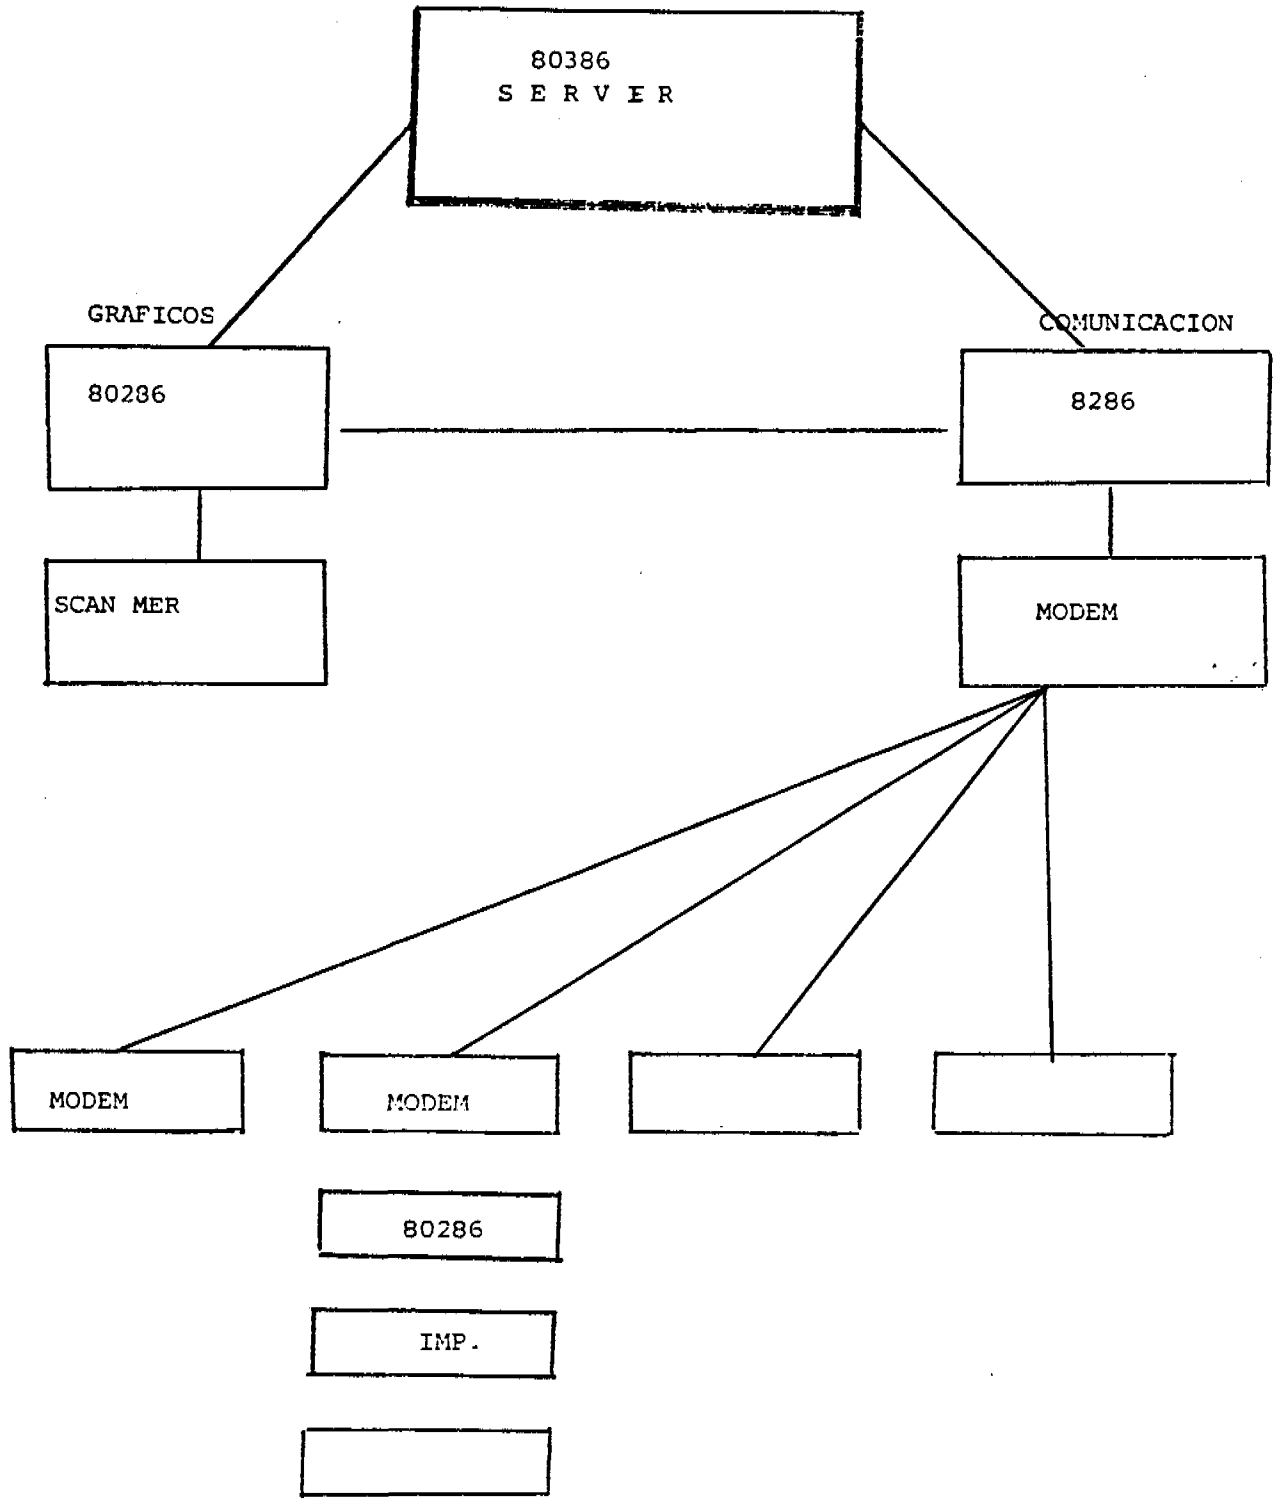 80386
S E R V E R
GRAFICOS
COMUNICACION
80286
8286
SCAN MER
MODEM
MODEM
MODEM
80286
IMP.